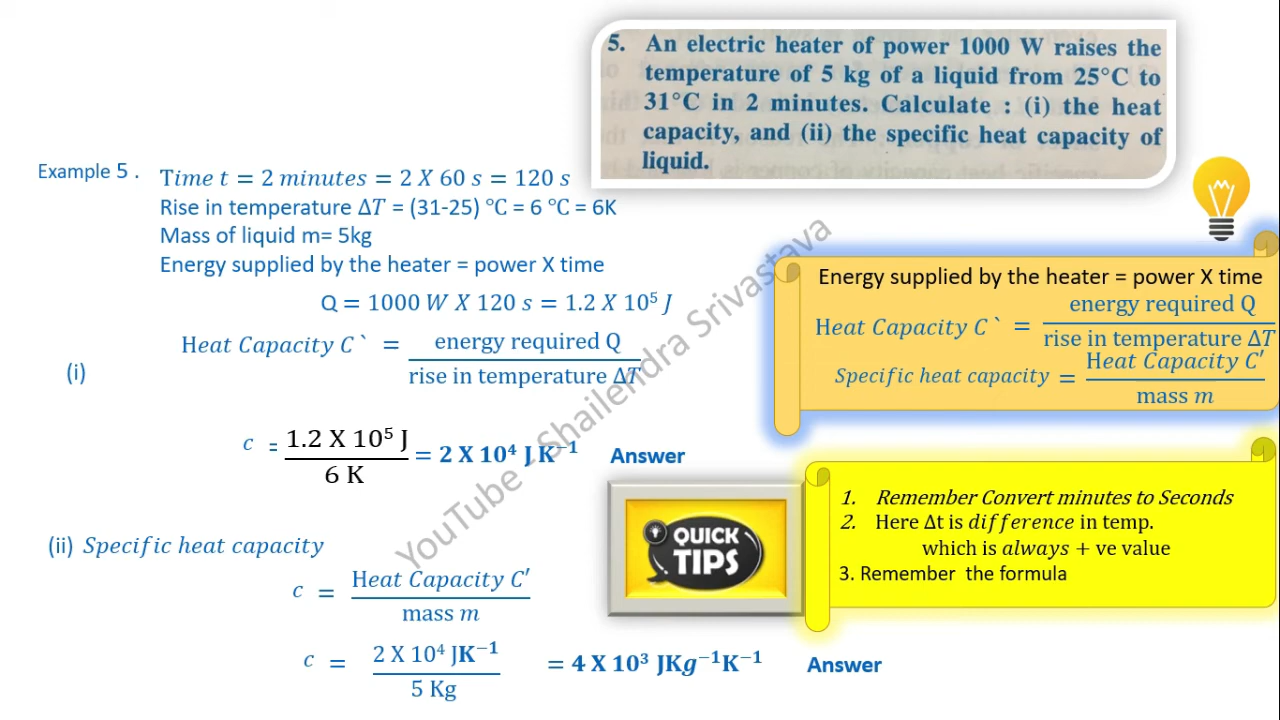 5. An electric heater of power 1000 W raises the
temperature of 5 kg of a liquid from 25°C to
31°C in 2 minutes. Calculate : (i) the heat
capacity, and (ii) the specific heat capacity of
liquid.
Example 5 .
Time t = 2 minutes = 2 X 60 s = 120 s
Rise in temperature ΔT = (31-25) °C = 6 °C = 6K
Mass of liquid m= 5kg
Energy supplied by the heater = power X time
Q = 1000 W X 120 s = 1.2 X 10⁵ J
(i)
Heat Capacity C ` = energy required Q
rise in temperature ΔT
c = 1.2 X 10⁵ J
6 K
= 2 X 10⁴ J K⁻¹ Answer
(ii) Specific heat capacity
c = Heat Capacity C′
mass m
c = 2 X 10⁴ JK⁻¹
5 Kg
= 4 X 10³ JKg⁻¹K⁻¹ Answer
Energy supplied by the heater = power X time
Heat Capacity C ` = energy required Q
rise in temperature ΔT
Specific heat capacity = Heat Capacity C′
mass m
QUICK
TIPS
1. Remember Convert minutes to Seconds
2. Here Δt is difference in temp.
which is always + ve value
3. Remember the formula
YouTube - Shailendra Srivastava